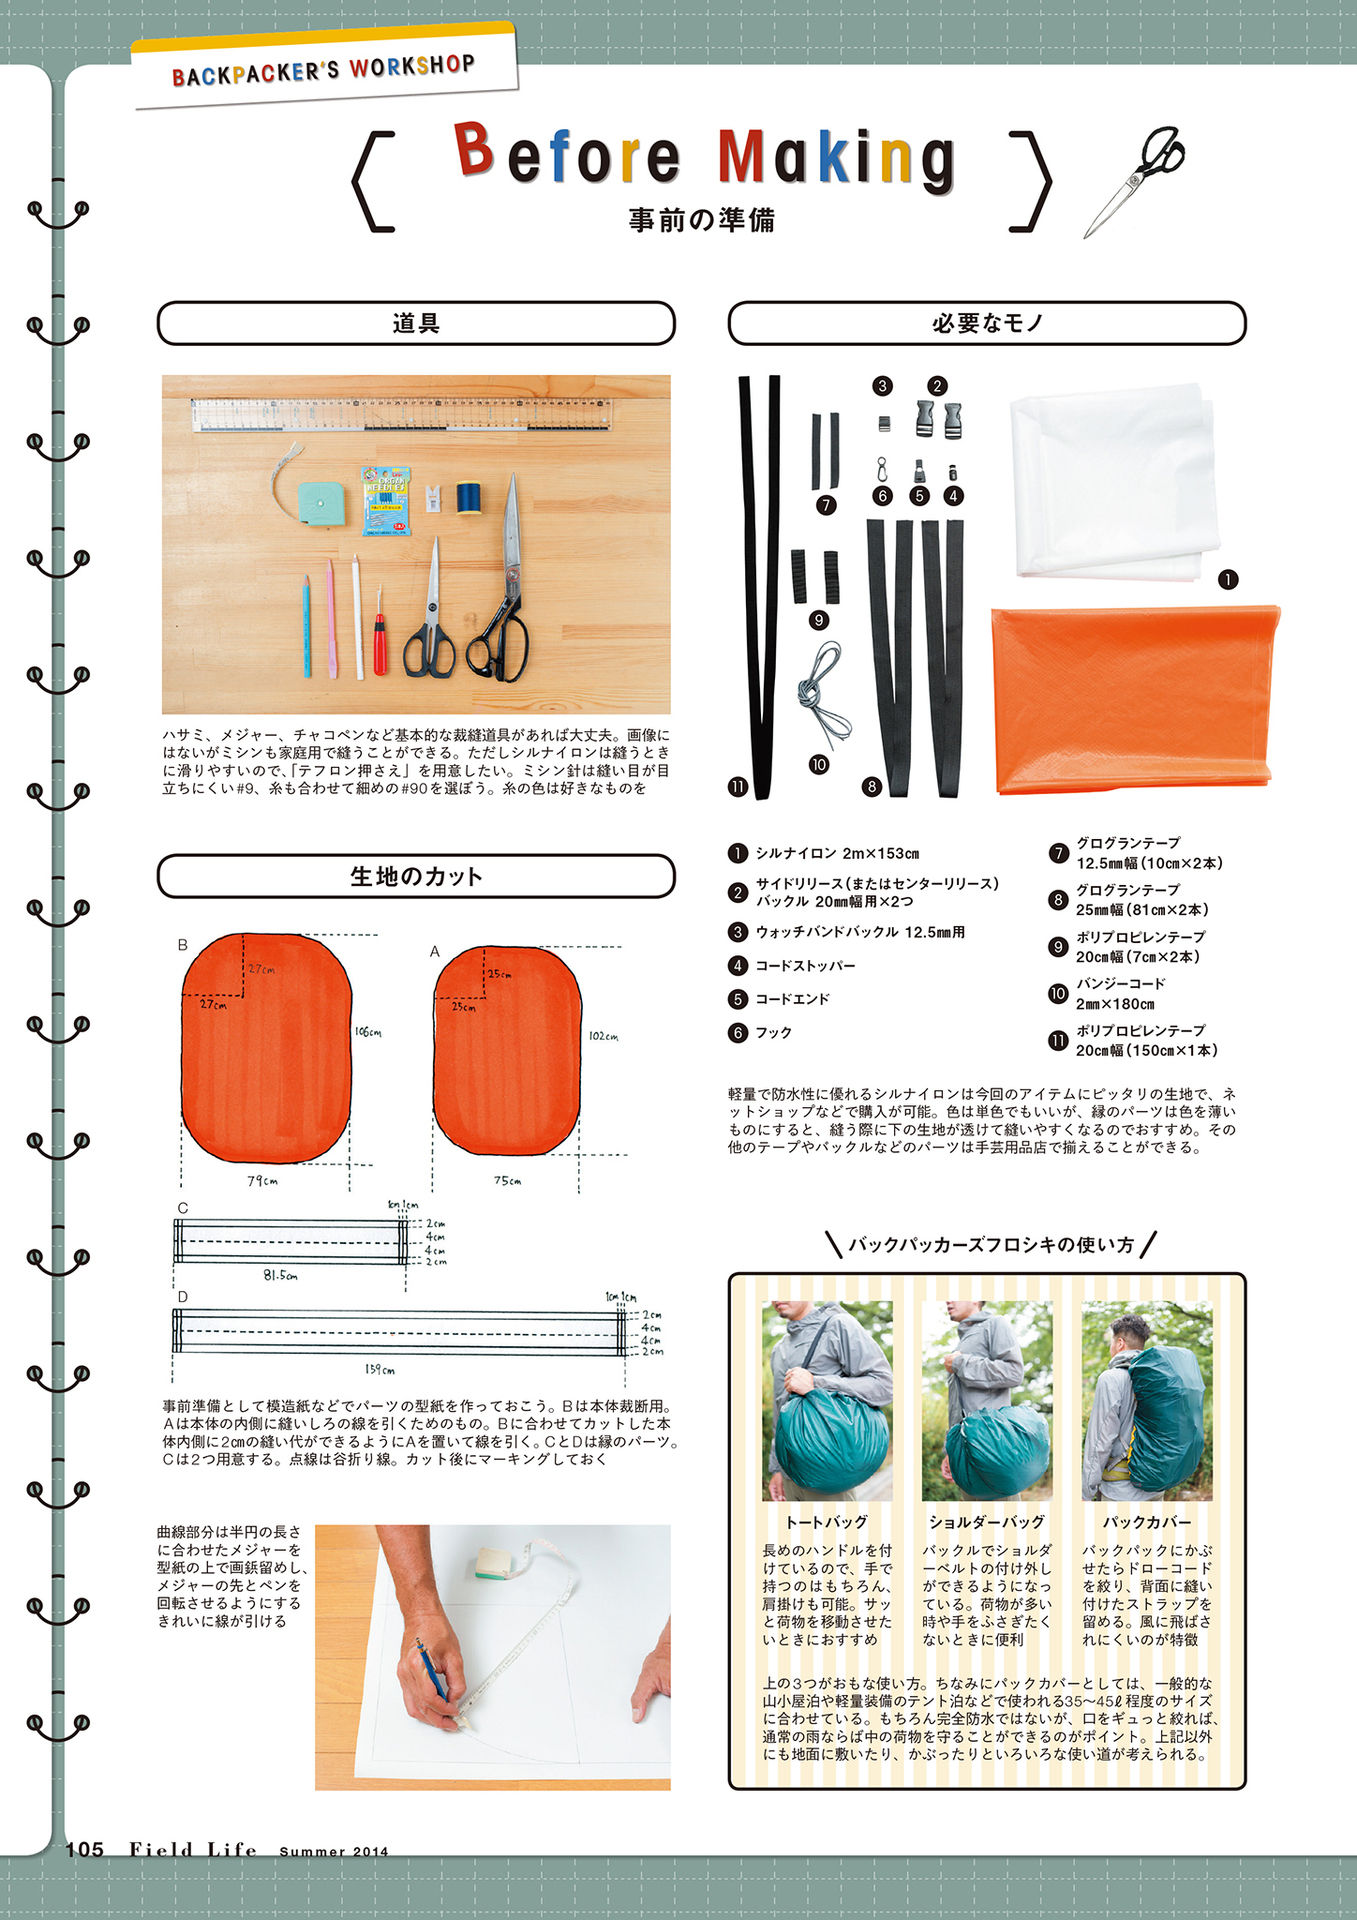 BACKPACKER'S WORKSHOP
Before Making
事前の準備
道具
ORGAN
NEEDLES
ハサミ、メジャー、チャコペンなど基本的な裁縫道具があれば大丈夫。画像に
はないがミシンも家庭用で縫うことができる。ただしシルナイロンは縫うとき
に滑りやすいので、「テフロン押さえ」を用意したい。ミシン針は縫い目が目
立ちにくい#9、糸も合わせて細めの#90を選ぼう。糸の色は好きなものを
生地のカット
B
27cm
27cm
106cm
79cm
A
25cm
25cm
102cm
75cm
C
1cm 1cm
2cm
4cm
4cm
2cm
81.5cm
D
1cm 1cm
2cm
4cm
4cm
2cm
159cm
事前準備として模造紙などでパーツの型紙を作っておこう。Bは本体裁断用。
Aは本体の内側に縫いしろの線を引くためのもの。Bに合わせてカットした本
体内側に2㎝の縫い代ができるようにAを置いて線を引く。CとDは縁のパーツ。
Cは2つ用意する。点線は谷折り線。カット後にマーキングしておく
曲線部分は半円の長さ
に合わせたメジャーを
型紙の上で画鋲留めし、
メジャーの先とペンを
回転させるようにする
きれいに線が引ける
必要なモノ
3
2
7
6
5
4
1
9
10
11
8
1 シルナイロン 2m×153㎝
2 サイドリリース（またはセンターリリース）
バックル 20㎜幅用×2つ
3 ウォッチバンドバックル 12.5㎜用
4 コードストッパー
5 コードエンド
6 フック
7 グログランテープ
12.5㎜幅（10㎝×2本）
8 グログランテープ
25㎜幅（81㎝×2本）
9 ポリプロピレンテープ
20㎝幅（7㎝×2本）
10 バンジーコード
2㎜×180㎝
11 ポリプロピレンテープ
20㎝幅（150㎝×1本）
軽量で防水性に優れるシルナイロンは今回のアイテムにピッタリの生地で、ネ
ットショップなどで購入が可能。色は単色でもいいが、縁のパーツは色を薄い
ものにすると、縫う際に下の生地が透けて縫いやすくなるのでおすすめ。その
他のテープやバックルなどのパーツは手芸用品店で揃えることができる。
バックパッカーズフロシキの使い方
トートバッグ
長めのハンドルを付
けているので、手で
持つのはもちろん、
肩掛けも可能。サッ
と荷物を移動させた
いときにおすすめ
ショルダーバッグ
バックルでショルダ
ーベルトの付け外し
ができるようになっ
ている。荷物が多い
時や手をふさぎたく
ないときに便利
パックカバー
バックパックにかぶ
せたらドローコード
を絞り、背面に縫い
付けたストラップを
留める。風に飛ばさ
れにくいのが特徴
上の3つがおもな使い方。ちなみにパックカバーとしては、一般的な
山小屋泊や軽量装備のテント泊などで使われる35〜45ℓ程度のサイズ
に合わせている。もちろん完全防水ではないが、口をギュっと絞れば、
通常の雨ならば中の荷物を守ることができるのがポイント。上記以外
にも地面に敷いたり、かぶったりといろいろな使い道が考えられる。
105 Field Life Summer 2014